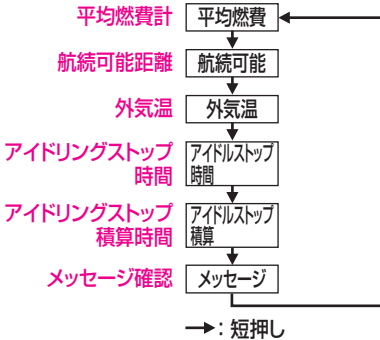 平均燃費計 平均燃費
航続可能距離 航続可能
外気温 外気温
アイドリングストップ時間 アイドルストップ
時間 時間
アイドリングストップ アイドルストップ
積算時間 積算
メッセージ確認 メッセージ
→：短押し